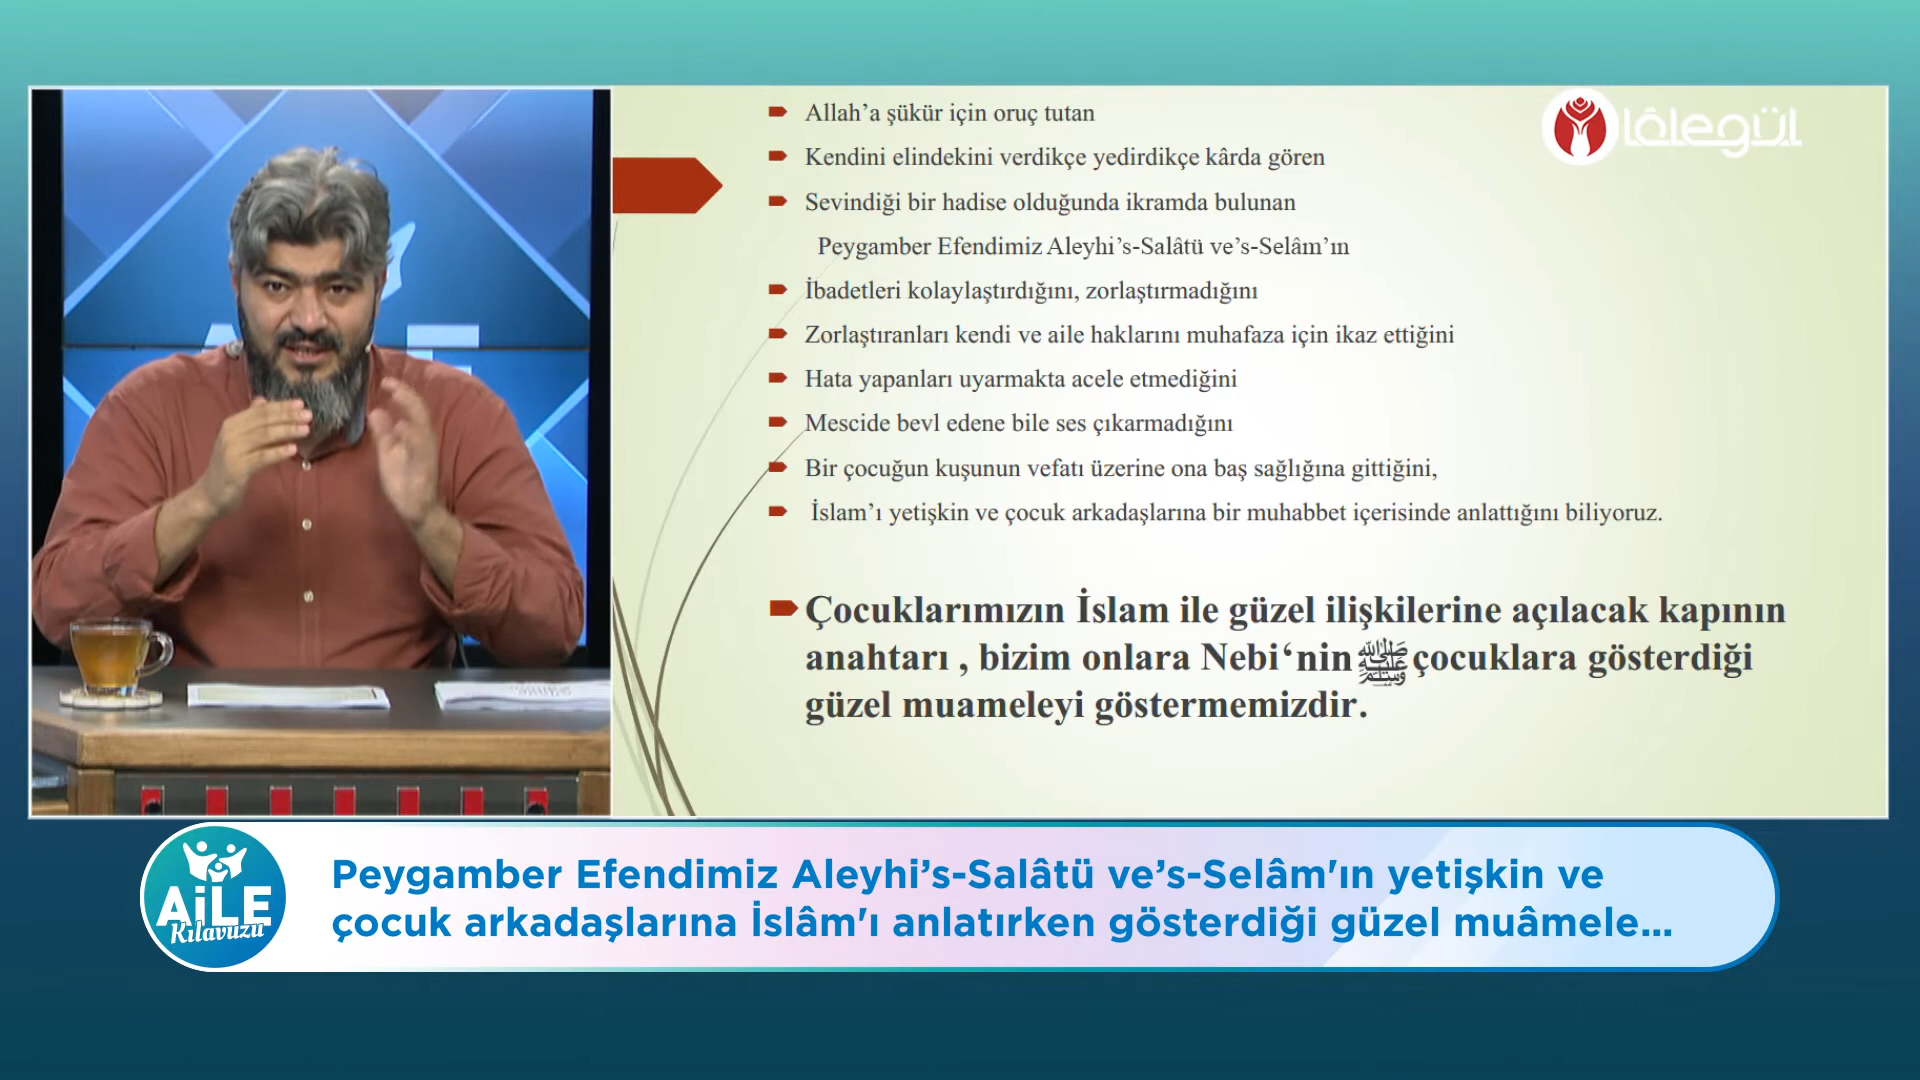 Allah’a şükür için oruç tutan
Kendini elindekini verdikçe yedirdikçe kârda gören
Sevindiği bir hadise olduğunda ikramda bulunan
Peygamber Efendimiz Aleyhi’s-Salâtü ve’s-Selâm’ın
İbadetleri kolaylaştırdığını, zorlaştırmadığını
Zorlaştıranları kendi ve aile haklarını muhafaza için ikaz ettiğini
Hata yapanları uyarmakta acele etmediğini
Mescide bevl edene bile ses çıkarmadığını
Bir çocuğun kuşunun vefatı üzerine ona baş sağlığına gittiğini,
İslam’ı yetişkin ve çocuk arkadaşlarına bir muhabbet içerisinde anlattığını biliyoruz.
Çocuklarımızın İslam ile güzel ilişkilerine açılacak kapının
anahtarı , bizim onlara Nebi‘nin ﷺ çocuklara gösterdiği
güzel muameleyi göstermemizdir.
lâlegül
AİLE
Kılavuzu
Peygamber Efendimiz Aleyhi’s-Salâtü ve’s-Selâm'ın yetişkin ve
çocuk arkadaşlarına İslâm'ı anlatırken gösterdiği güzel muâmele...